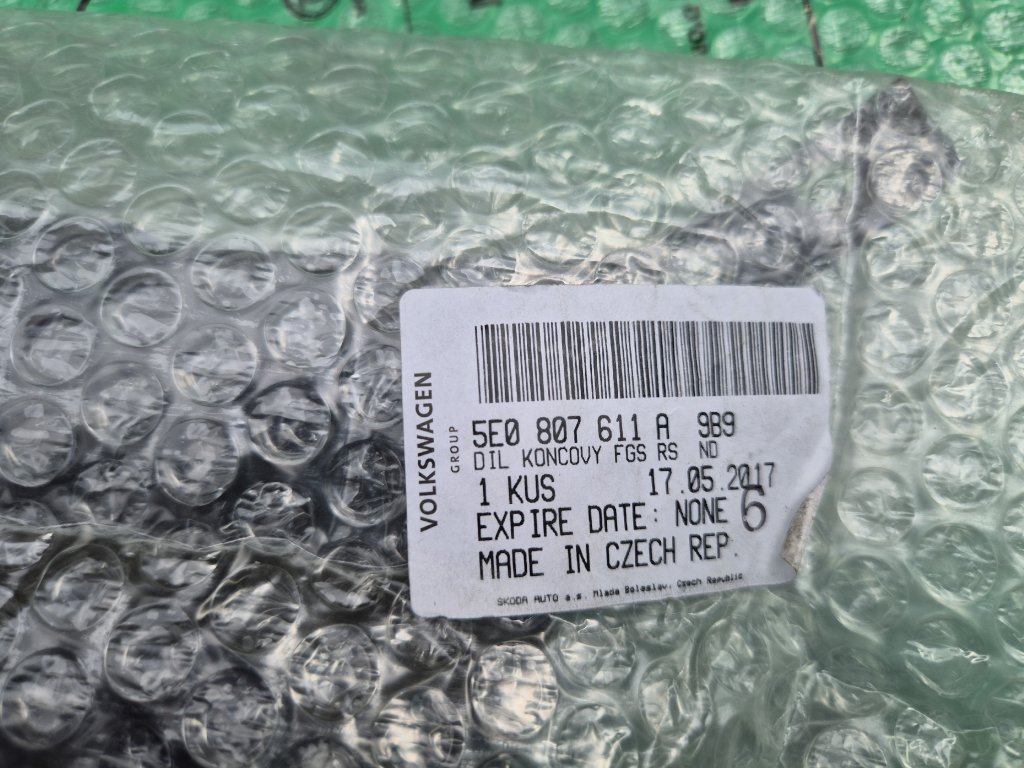 VOLKSWAGEN
GROUP
5E0 807 611 A 9B9
DIL KONCOVY FGS RS ND
1 KUS 17.05.2017
EXPIRE DATE: NONE 6
MADE IN CZECH REP.
SKODA AUTO a.s. Mlada Boleslav, Czech Republic